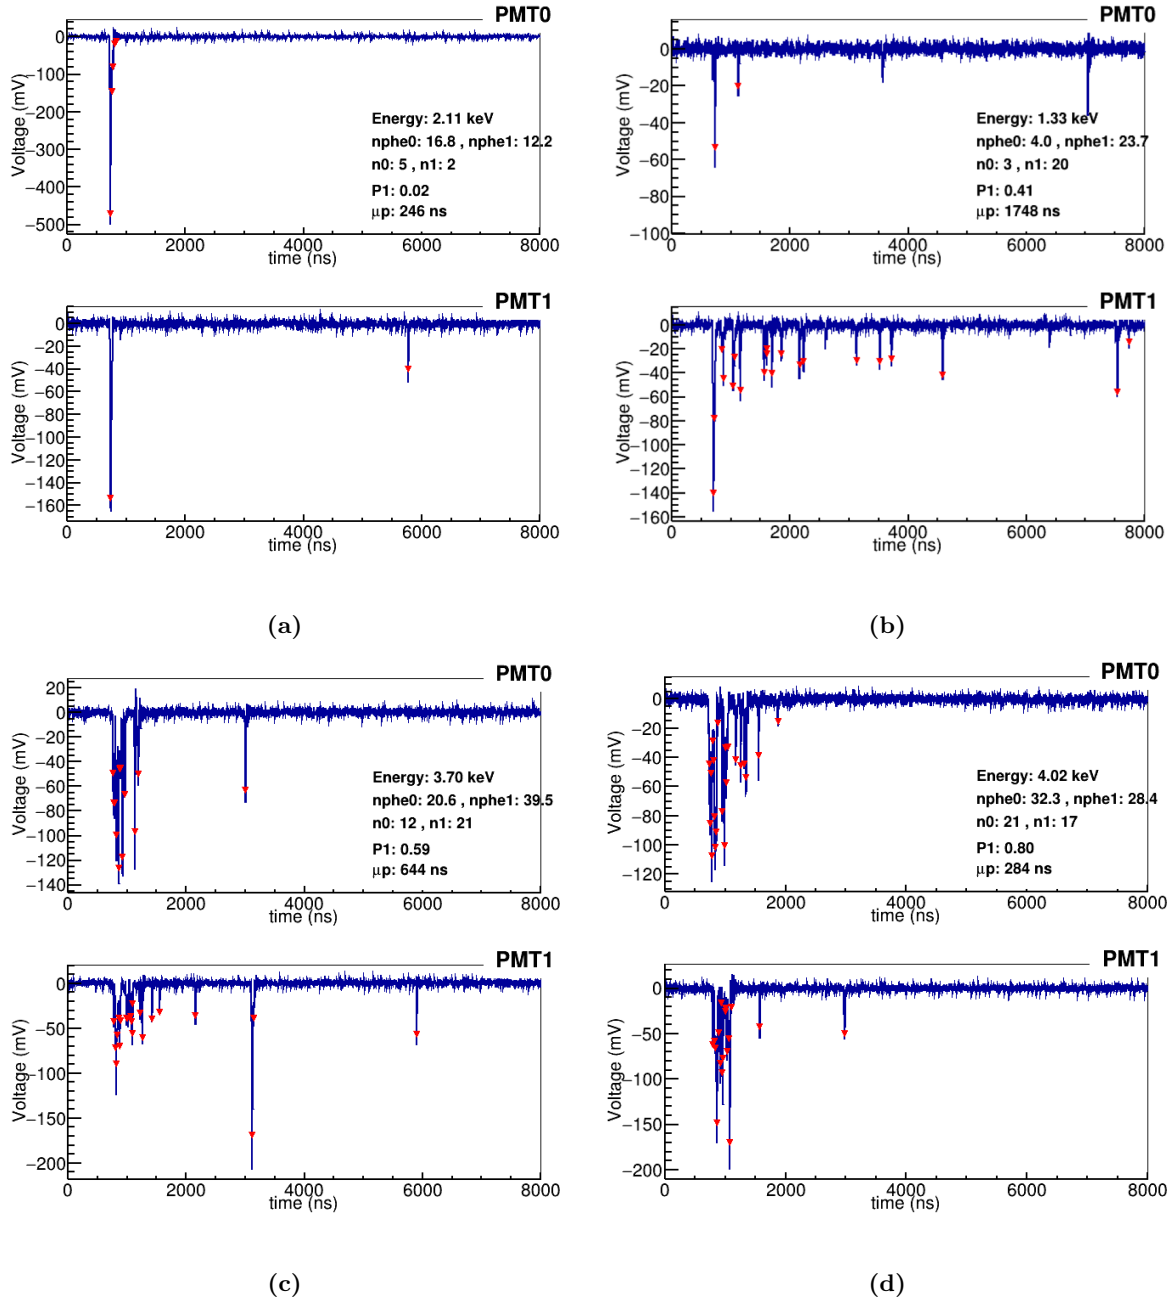 PMT0
0
−100
−200
−300
−400
−500
Voltage (mV)
Energy: 2.11 keV
nphe0: 16.8 , nphe1: 12.2
n0: 5 , n1: 2
P1: 0.02
μp: 246 ns
0 2000 4000 6000 8000
time (ns)
PMT1
0
−20
−40
−60
−80
−100
−120
−140
−160
Voltage (mV)
0 2000 4000 6000 8000
time (ns)
(a)
PMT0
0
−20
−40
−60
−80
−100
Voltage (mV)
Energy: 1.33 keV
nphe0: 4.0 , nphe1: 23.7
n0: 3 , n1: 20
P1: 0.41
μp: 1748 ns
0 2000 4000 6000 8000
time (ns)
PMT1
0
−20
−40
−60
−80
−100
−120
−140
−160
Voltage (mV)
0 2000 4000 6000 8000
time (ns)
(b)
PMT0
20
0
−20
−40
−60
−80
−100
−120
−140
Voltage (mV)
Energy: 3.70 keV
nphe0: 20.6 , nphe1: 39.5
n0: 12 , n1: 21
P1: 0.59
μp: 644 ns
0 2000 4000 6000 8000
time (ns)
PMT1
0
−50
−100
−150
−200
Voltage (mV)
0 2000 4000 6000 8000
time (ns)
(c)
PMT0
0
−20
−40
−60
−80
−100
−120
Voltage (mV)
Energy: 4.02 keV
nphe0: 32.3 , nphe1: 28.4
n0: 21 , n1: 17
P1: 0.80
μp: 284 ns
0 2000 4000 6000 8000
time (ns)
PMT1
0
−50
−100
−150
−200
Voltage (mV)
0 2000 4000 6000 8000
time (ns)
(d)